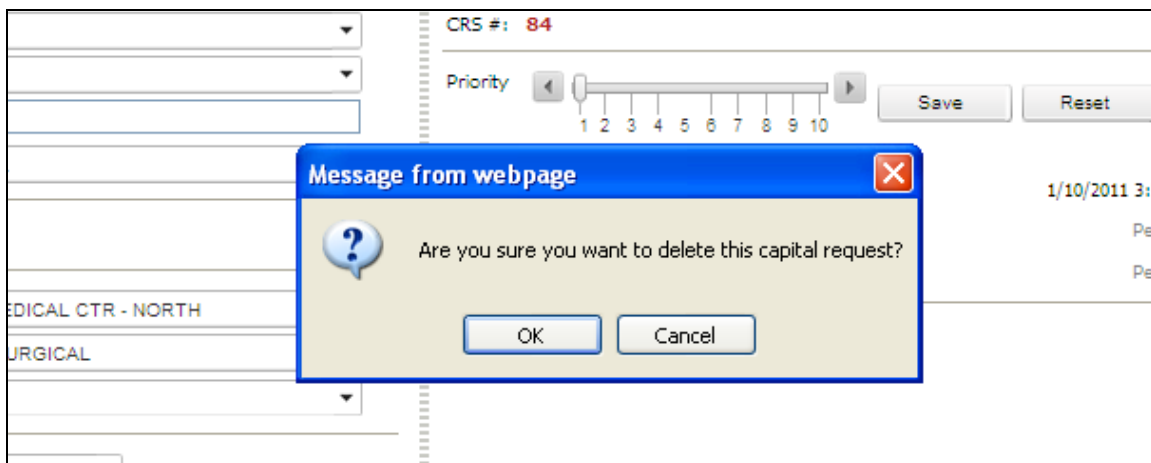 CRS #: 84
Priority
1 2 3 4 5 6 7 8 9 10
Save Reset
Message from webpage
1/10/2011 3:
Are you sure you want to delete this capital request?
Pe
Pe
EDICAL CTR - NORTH
OK Cancel
URGICAL